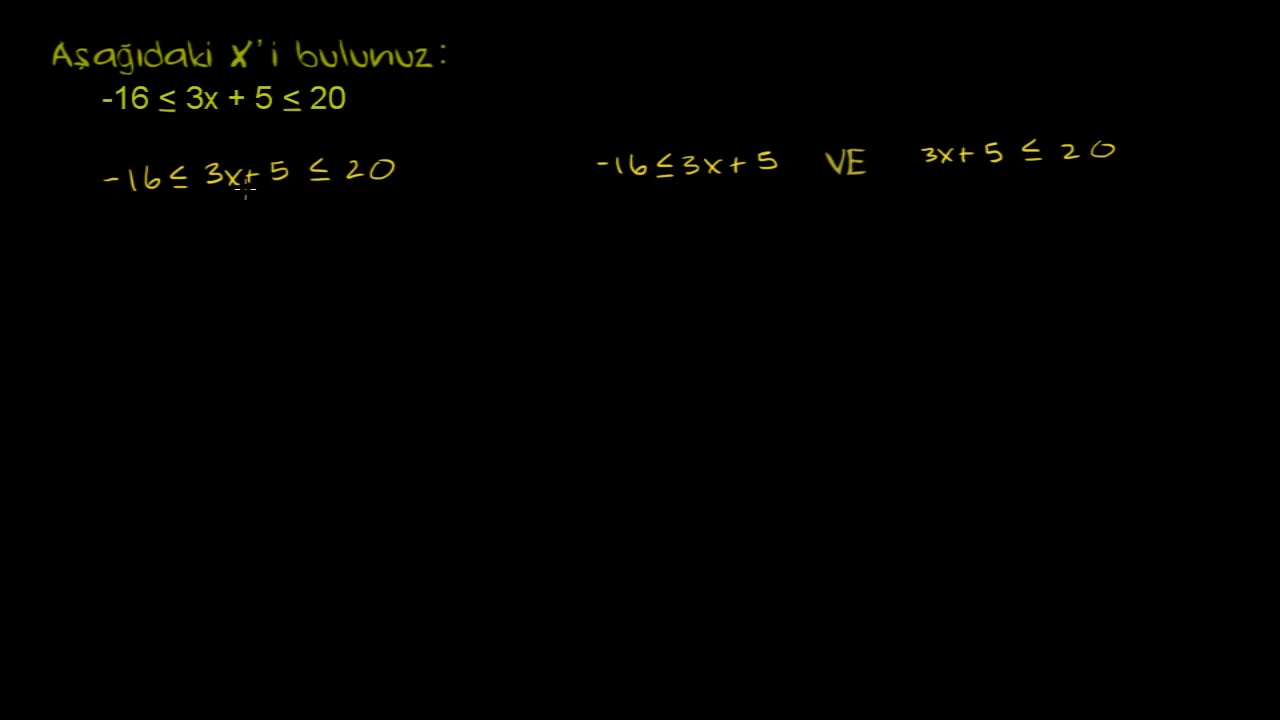 Aşağıdaki x'i bulunuz:
-16 ≤ 3x + 5 ≤ 20
-16 ≤ 3x + 5 ≤ 20 -16 ≤ 3x + 5 VE 3x + 5 ≤ 20